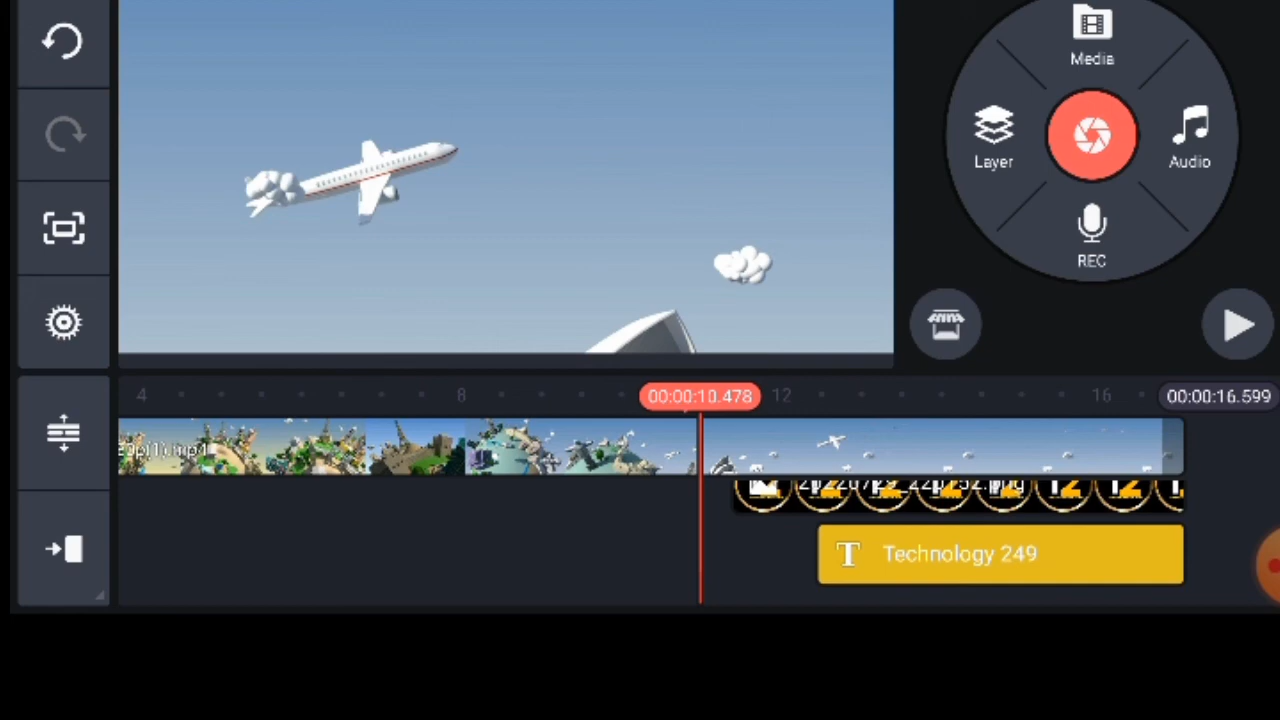 Media
Layer
Audio
REC
4
8
00:00:10.478
12
16
00:00:16.599
T Technology 249